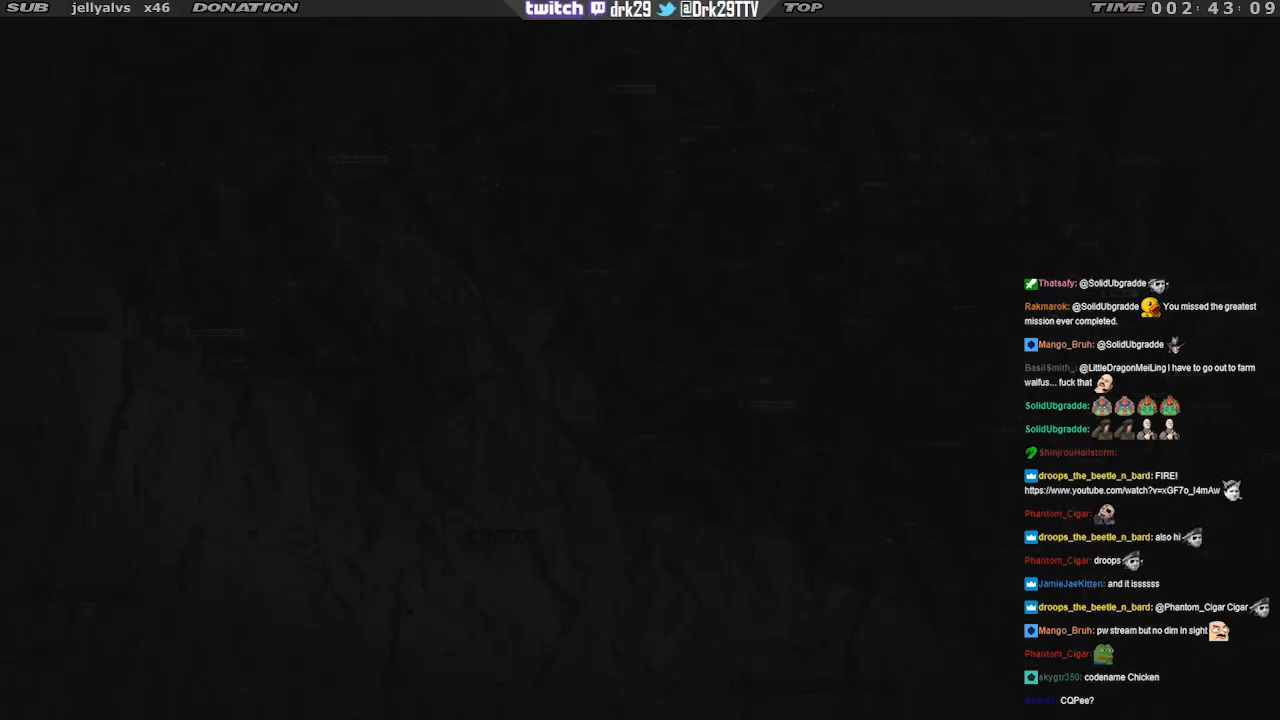 SUB jellyalvs x46 DONATION twitch drk29 @Drk29TTV TOP TIME 002:43:09
Thatsafy: @SolidUbgradde
Rakmarok: @SolidUbgradde You missed the greatest
mission ever completed.
Mango_Bruh: @SolidUbgradde
BasilSmith_: @LittleDragonMeiLing I have to go out to farm
waifus... fuck that
SolidUbgradde:
SolidUbgradde:
ShinjrouHailstorm:
droops_the_beetle_n_bard: FIRE!
https://www.youtube.com/watch?v=xGF7o_I4mAw
Phantom_Cigar:
droops_the_beetle_n_bard: also hi
Phantom_Cigar: droops
JamieJaeKitten: and it issssss
droops_the_beetle_n_bard: @Phantom_Cigar Cigar
Mango_Bruh: pw stream but no dim in sight
Phantom_Cigar:
skygtr350: codename Chicken
CQPee?